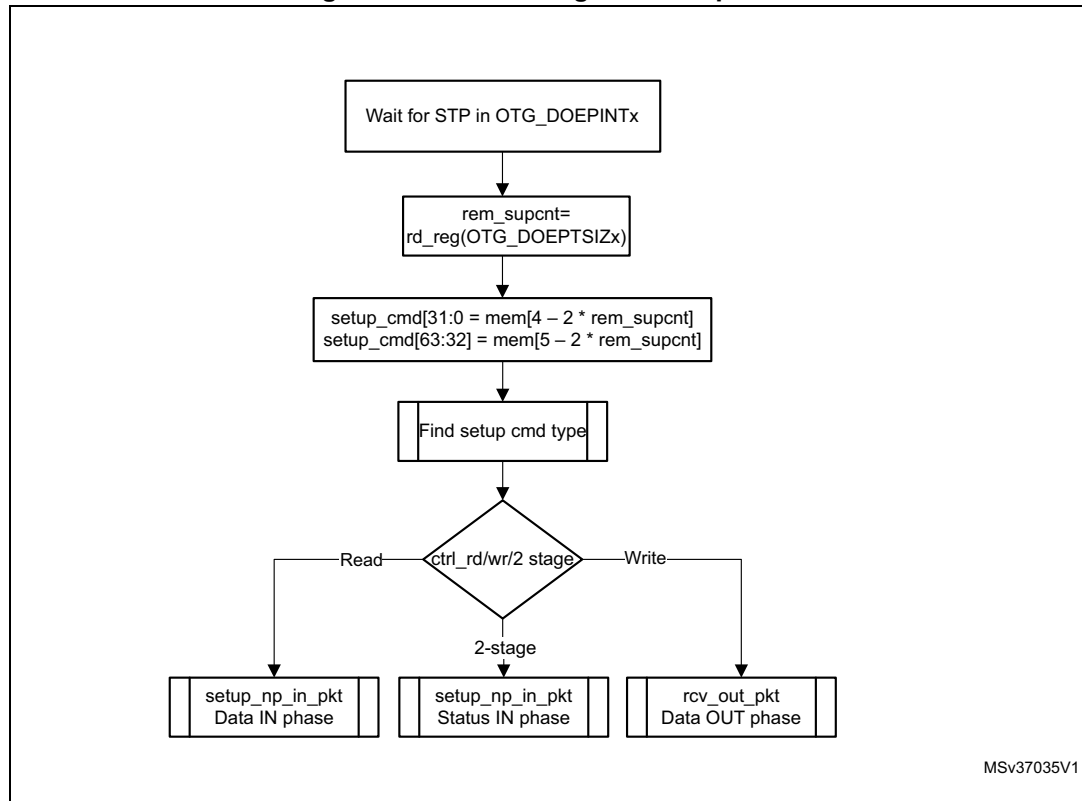 Wait for STP in OTG_DOEPINTx
rem_supcnt=
rd_reg(OTG_DOEPTSIZx)
setup_cmd[31:0 = mem[4 – 2 * rem_supcnt]
setup_cmd[63:32] = mem[5 – 2 * rem_supcnt]
Find setup cmd type
ctrl_rd/wr/2 stage
Read
Write
2-stage
setup_np_in_pkt
Data IN phase
setup_np_in_pkt
Status IN phase
rcv_out_pkt
Data OUT phase
MSv37035V1